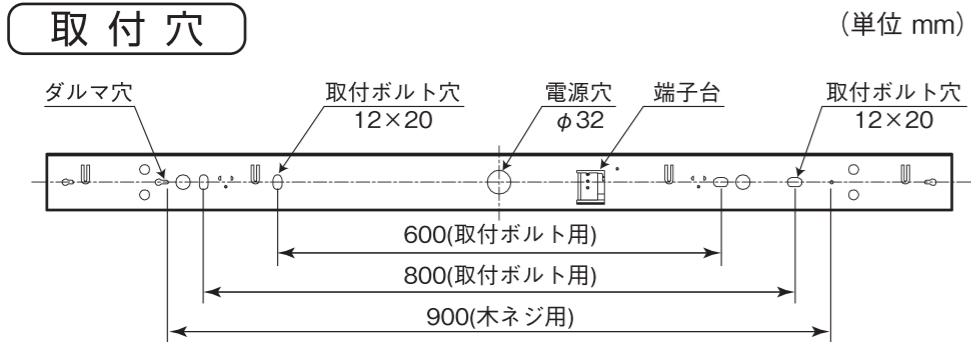 取付穴
（単位 mm）
ダルマ穴
取付ボルト穴
12×20
電源穴
φ32
端子台
取付ボルト穴
12×20
600(取付ボルト用)
800(取付ボルト用)
900(木ネジ用)